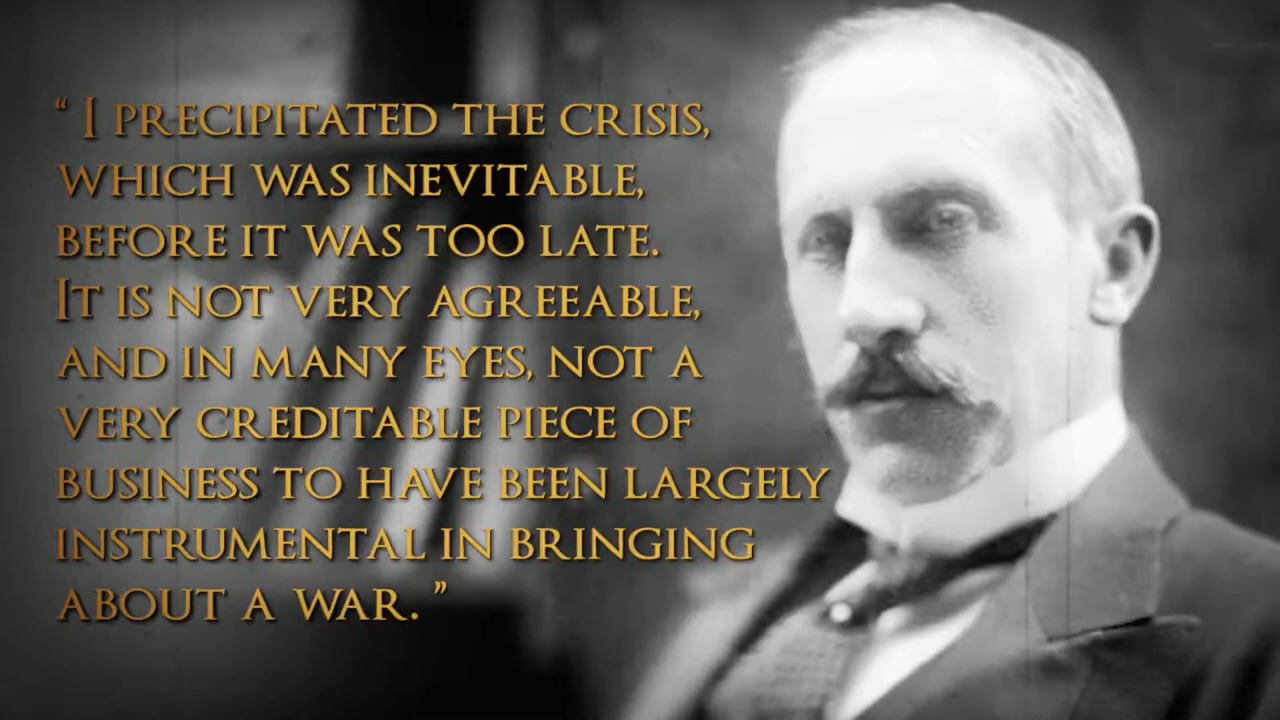 “ I PRECIPITATED THE CRISIS,
WHICH WAS INEVITABLE,
BEFORE IT WAS TOO LATE.
IT IS NOT VERY AGREEABLE,
AND IN MANY EYES, NOT A
VERY CREDITABLE PIECE OF
BUSINESS TO HAVE BEEN LARGELY
INSTRUMENTAL IN BRINGING
ABOUT A WAR. ”